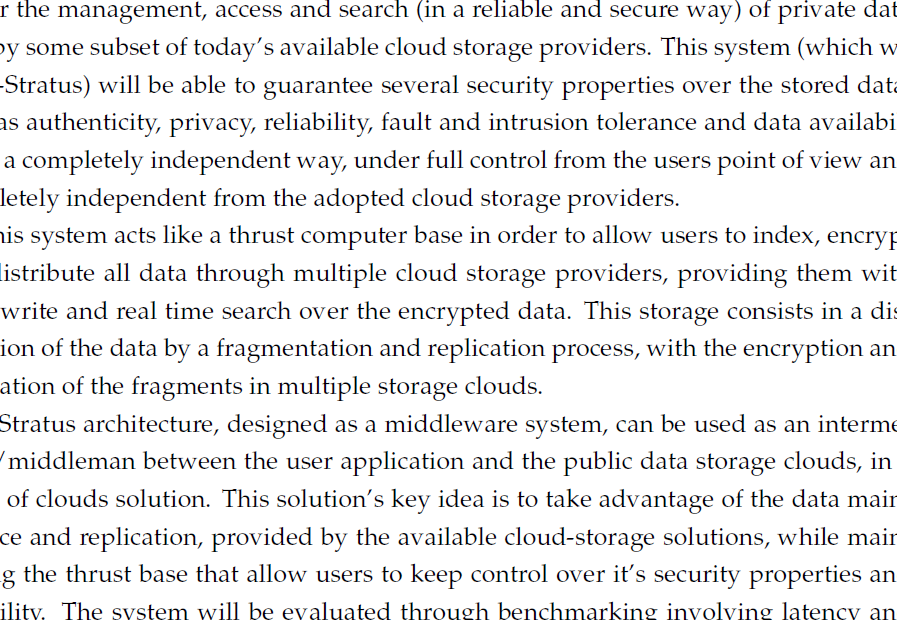 r the management, access and search (in a reliable and secure way) of private dat
by some subset of today's available cloud storage providers. This system (which w
-Stratus) will be able to guarantee several security properties over the stored data
as authenticity, privacy, reliability, fault and intrusion tolerance and data availabi
a completely independent way, under full control from the users point of view an
letely independent from the adopted cloud storage providers.
his system acts like a thrust computer base in order to allow users to index, encryp
distribute all data through multiple cloud storage providers, providing them wit
write and real time search over the encrypted data. This storage consists in a dis
ion of the data by a fragmentation and replication process, with the encryption an
ation of the fragments in multiple storage clouds.
Stratus architecture, designed as a middleware system, can be used as an interme
/middleman between the user application and the public data storage clouds, in
of clouds solution. This solution's key idea is to take advantage of the data main
ce and replication, provided by the available cloud-storage solutions, while main
g the thrust base that allow users to keep control over it's security properties an
ility. The system will be evaluated through benchmarking involving latency an